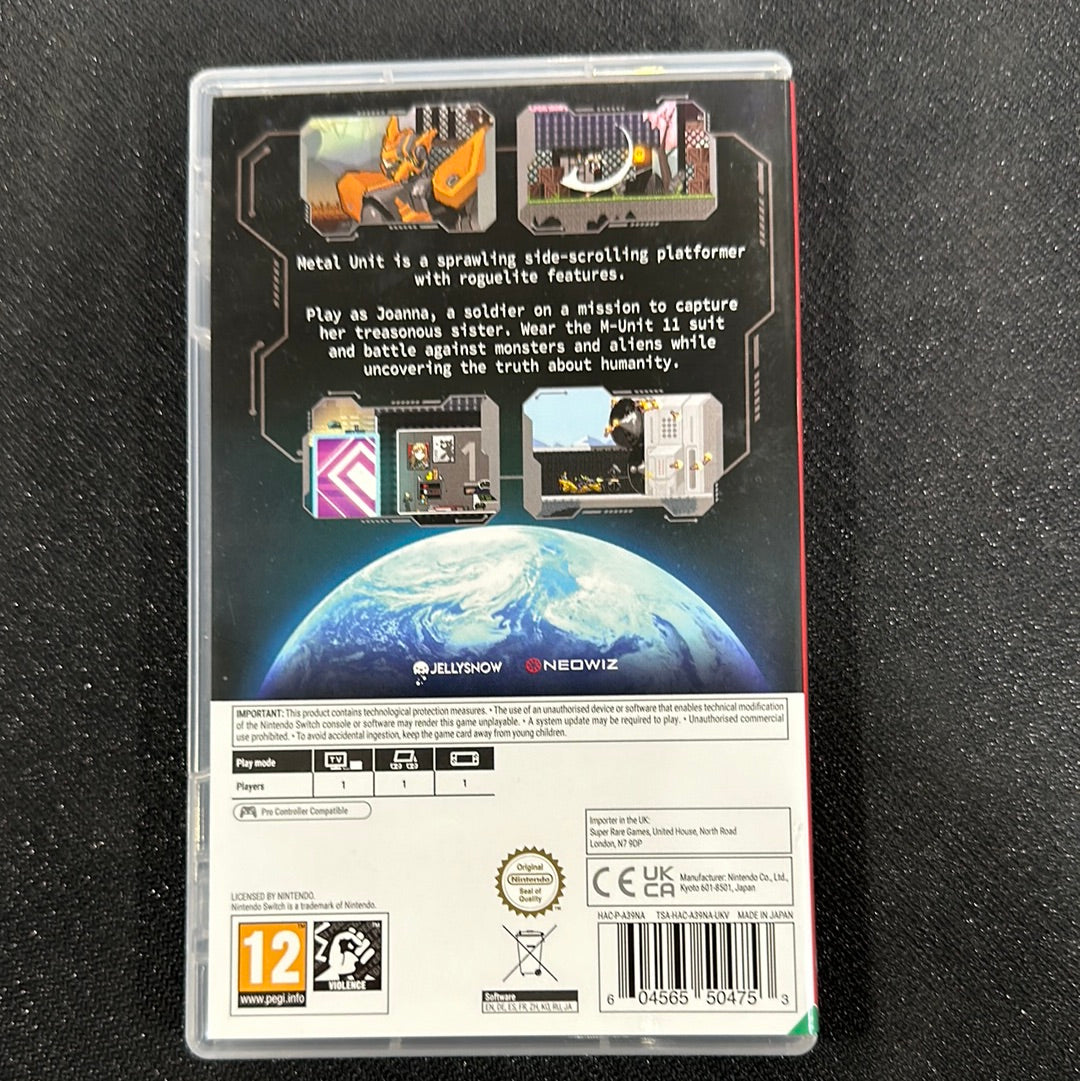 Metal Unit is a sprawling side-scrolling platformer
with roguelite features.
Play as Joanna, a soldier on a mission to capture
her treasonous sister. Wear the M-Unit 11 suit
and battle against monsters and aliens while
uncovering the truth about humanity.
1
JELLYSNOW NEOWIZ
IMPORTANT: This product contains technological protection measures. • The use of an unauthorised device or software that enables technical modification
of the Nintendo Switch console or software may render this game unplayable. • A system update may be required to play. • Unauthorised commercial
use prohibited. • To avoid accidental ingestion, keep the game card away from young children.
Play mode TV
Players 1 1 1
Pro Controller Compatible
Importer in the UK:
Super Rare Games, United House, North Road
London, N7 9DP
CE UK CA Manufacturer: Nintendo Co., Ltd.,
Kyoto 601-8501, Japan
Original
Nintendo
Seal of
Quality
TM
LICENSED BY NINTENDO.
Nintendo Switch is a trademark of Nintendo.
HAC-P-A39NA TSA-HAC-A39NA-UKV MADE IN JAPAN
12
www.pegi.info
VIOLENCE
Software
EN, DE, ES, FR, ZH, KO, RU, JA
6 04565 50475 3